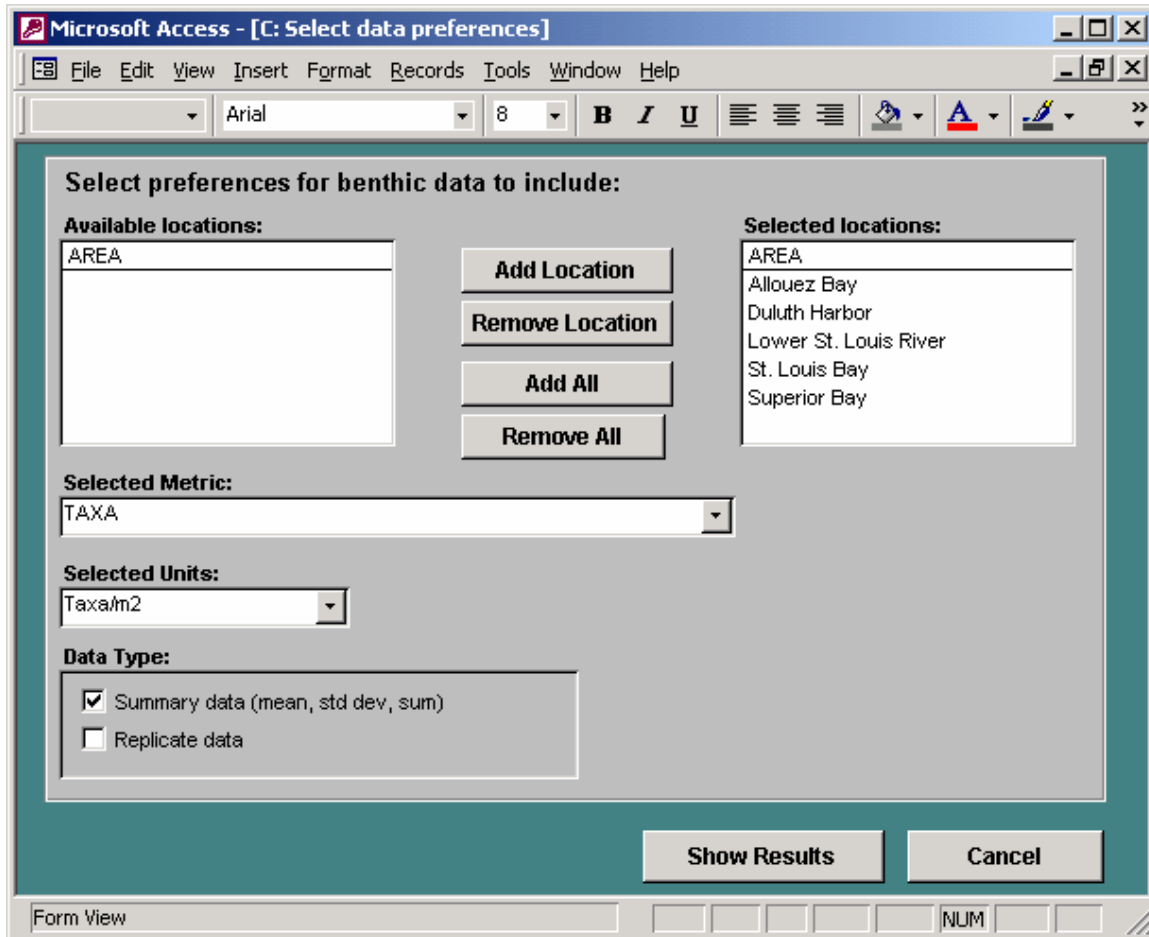 Microsoft Access - [C: Select data preferences]
File Edit View Insert Format Records Tools Window Help
Arial 8 B I U A
Select preferences for benthic data to include:
Available locations:
AREA
Add Location
Remove Location
Add All
Remove All
Selected locations:
AREA
Allouez Bay
Duluth Harbor
Lower St. Louis River
St. Louis Bay
Superior Bay
Selected Metric:
TAXA
Selected Units:
Taxa/m2
Data Type:
Summary data (mean, std dev, sum)
Replicate data
Show Results Cancel
Form View NUM